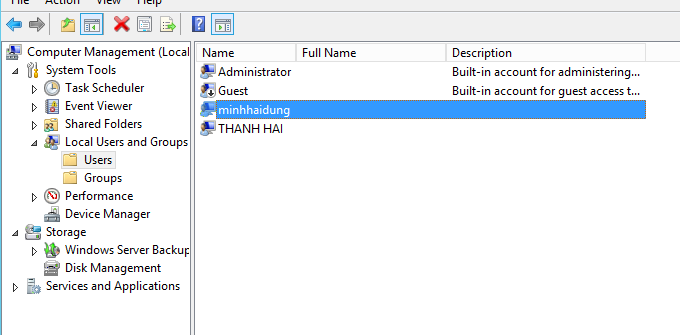 File Action View Help
Computer Management (Local
System Tools
Task Scheduler
Event Viewer
Shared Folders
Local Users and Groups
Users
Groups
Performance
Device Manager
Storage
Windows Server Backup
Disk Management
Services and Applications
Name Full Name Description
Administrator Built-in account for administering...
Guest Built-in account for guest access t...
minhhaidung
THANH HAI